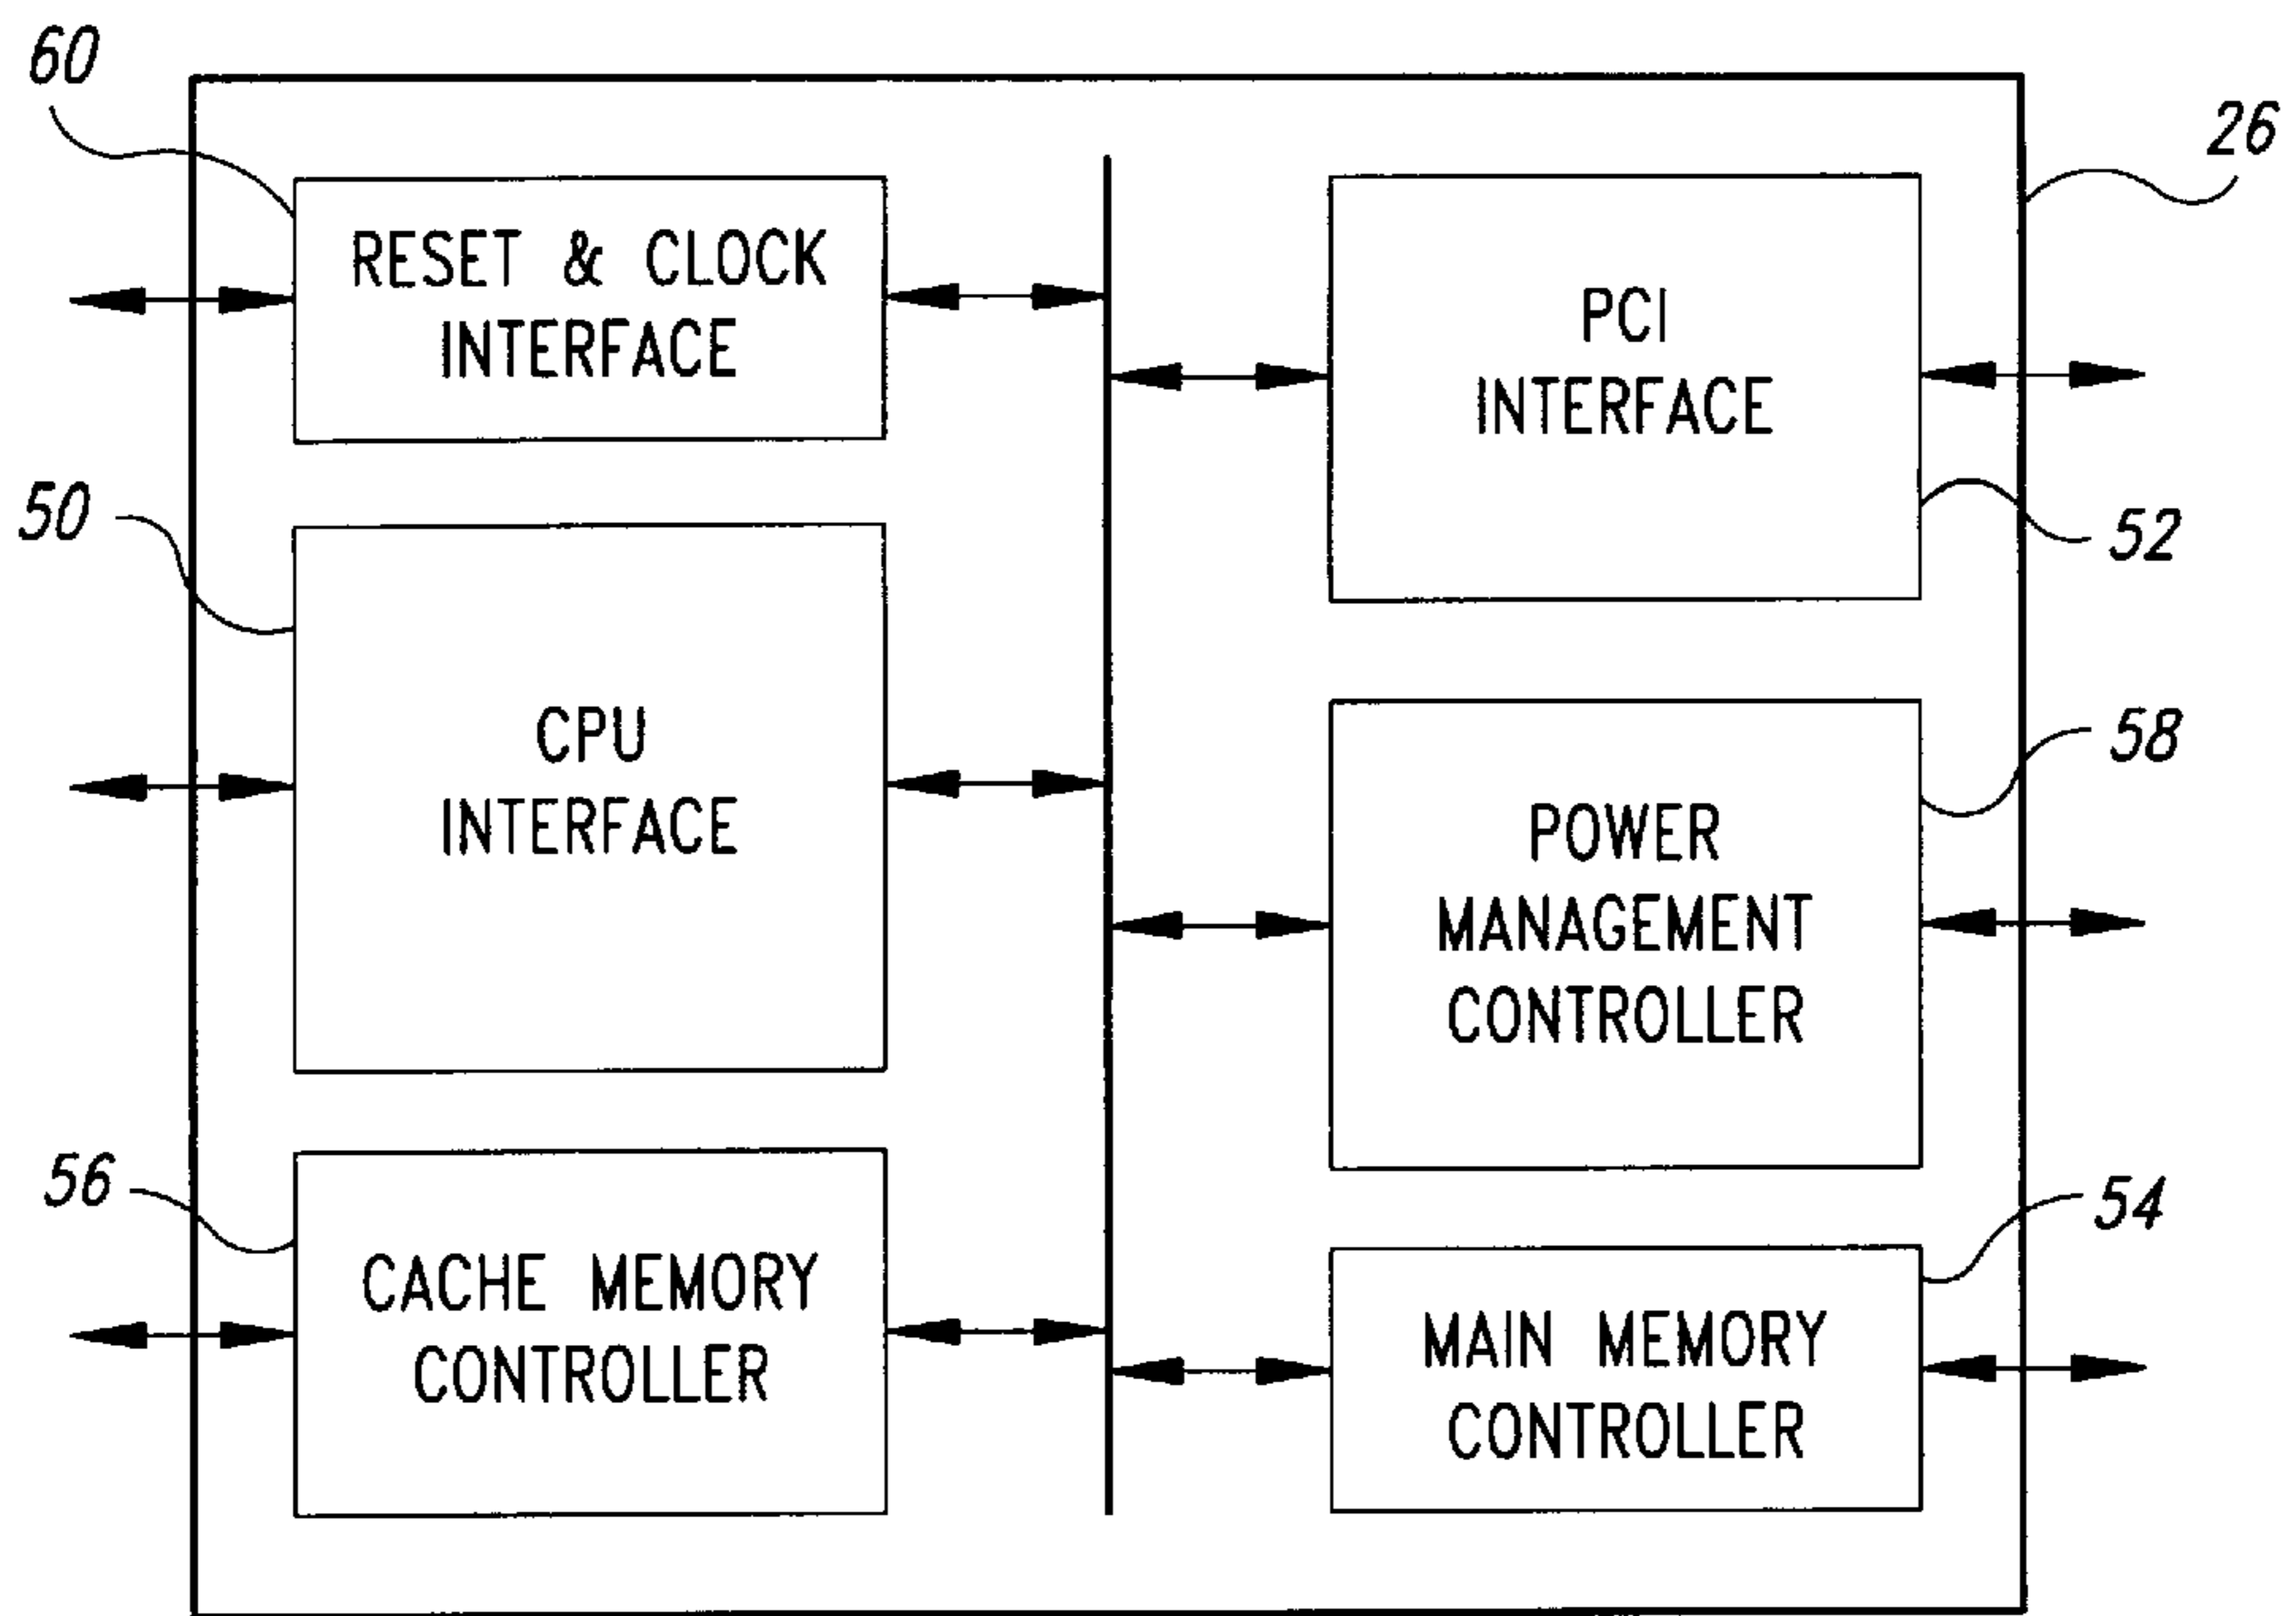 60
26
RESET & CLOCK
INTERFACE
PCI
INTERFACE
50
52
CPU
INTERFACE
58
POWER
MANAGEMENT
CONTROLLER
56
54
CACHE MEMORY
CONTROLLER
MAIN MEMORY
CONTROLLER